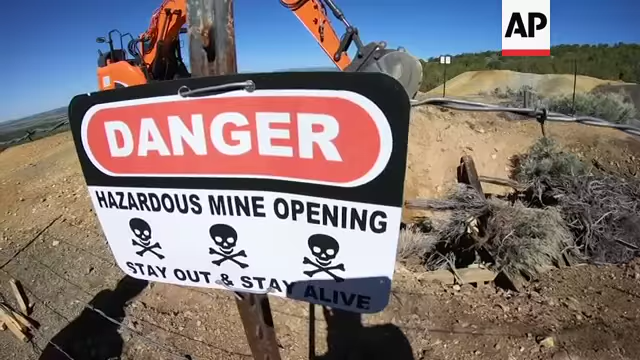 AP
DANGER
HAZARDOUS MINE OPENING
STAY OUT & STAY ALIVE